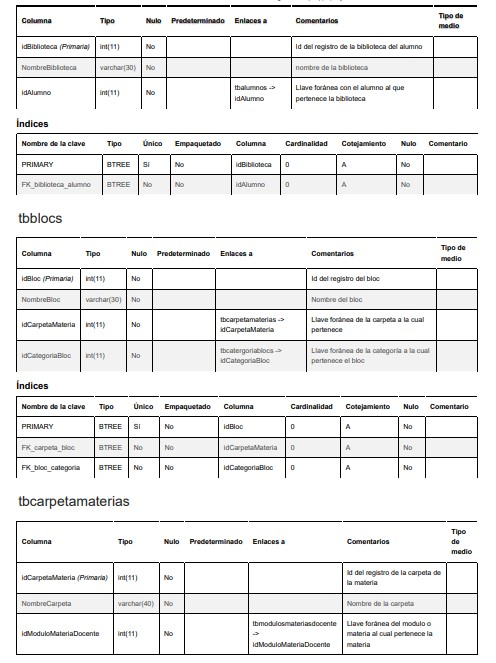 Columna Tipo Nulo Predeterminado Enlaces a Comentarios Tipo de medio
idBiblioteca (Primaria) int(11) No Id del registro de la biblioteca del alumno
NombreBiblioteca varchar(30) No nombre de la biblioteca
idAlumno int(11) No tbalumnos -> idAlumno Llave foránea con el alumno al que pertenece la biblioteca
Índices
Nombre de la clave Tipo Único Empaquetado Columna Cardinalidad Cotejamiento Nulo Comentario
PRIMARY BTREE Sí No idBiblioteca 0 A No
FK_biblioteca_alumno BTREE No No idAlumno 0 A No
tbblocs
Columna Tipo Nulo Predeterminado Enlaces a Comentarios Tipo de medio
idBloc (Primaria) int(11) No Id del registro del bloc
NombreBloc varchar(30) No Nombre del bloc
idCarpetaMateria int(11) No tbcarpetamaterias -> idCarpetaMateria Llave foránea de la carpeta a la cual pertenece
idCategoriaBloc int(11) No tbcatergoriablocs -> idCategoriaBloc Llave foránea de la categoría a la cual pertenece el bloc
Índices
Nombre de la clave Tipo Único Empaquetado Columna Cardinalidad Cotejamiento Nulo Comentario
PRIMARY BTREE Sí No idBloc 0 A No
FK_carpeta_bloc BTREE No No idCarpetaMateria 0 A No
FK_bloc_categoria BTREE No No idCategoriaBloc 0 A No
tbcarpetamaterias
Columna Tipo Nulo Predeterminado Enlaces a Comentarios Tipo de medio
idCarpetaMateria (Primaria) int(11) No Id del registro de la carpeta de la materia
NombreCarpeta varchar(40) No Nombre de la carpeta
idModuloMateriaDocente int(11) No tbmodulosmateriasdocente -> idModuloMateriaDocente Llave foránea del modulo o materia al cual pertenece la materia